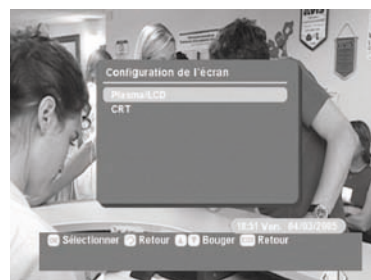 Configuration de l'écran
Plasma/LCD
CRT
18:51 Ven. 04/03/2005
Sélectionner Retour Bouger Retour